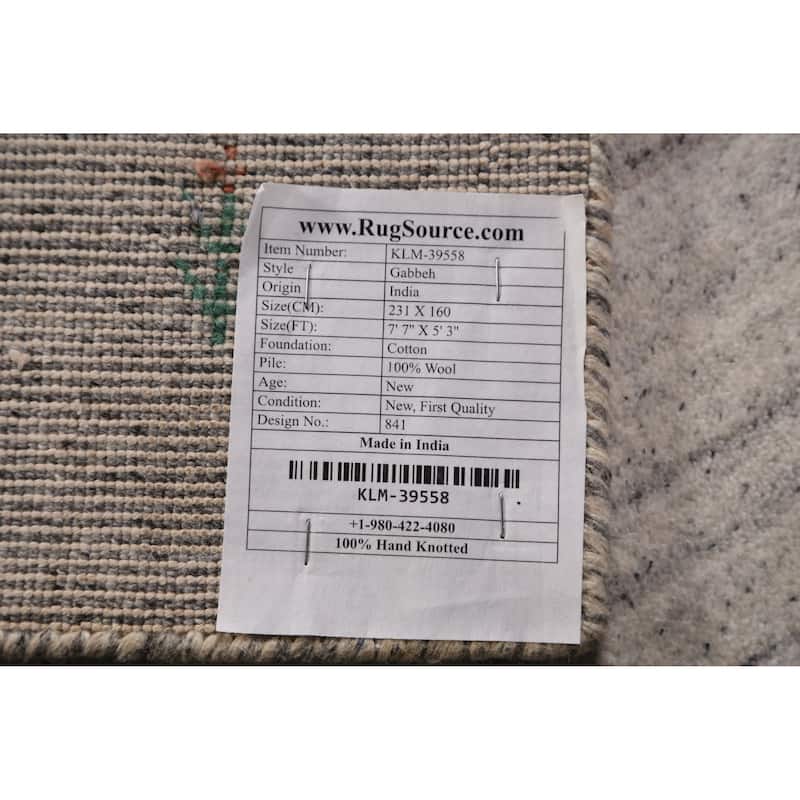 www.RugSource.com
Item Number: KLM-39558
Style Gabbeh
Origin India
Size(CM): 231 X 160
Size(FT): 7' 7" X 5' 3"
Foundation: Cotton
Pile: 100% Wool
Age: New
Condition: New, First Quality
Design No.: 841
Made in India
KLM-39558
+1-980-422-4080
100% Hand Knotted